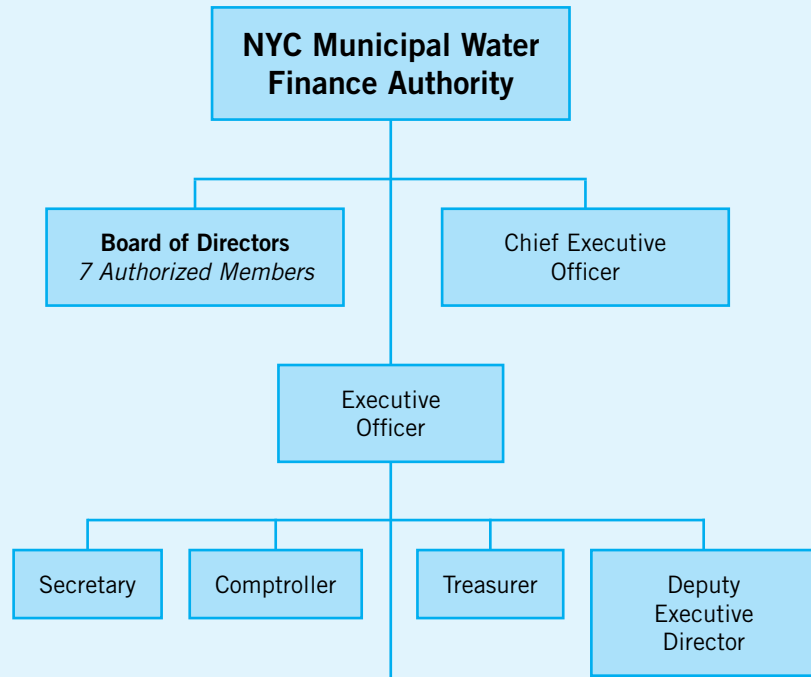 NYC Municipal Water
Finance Authority
Board of Directors
7 Authorized Members
Chief Executive
Officer
Executive
Officer
Secretary
Comptroller
Treasurer
Deputy
Executive
Director